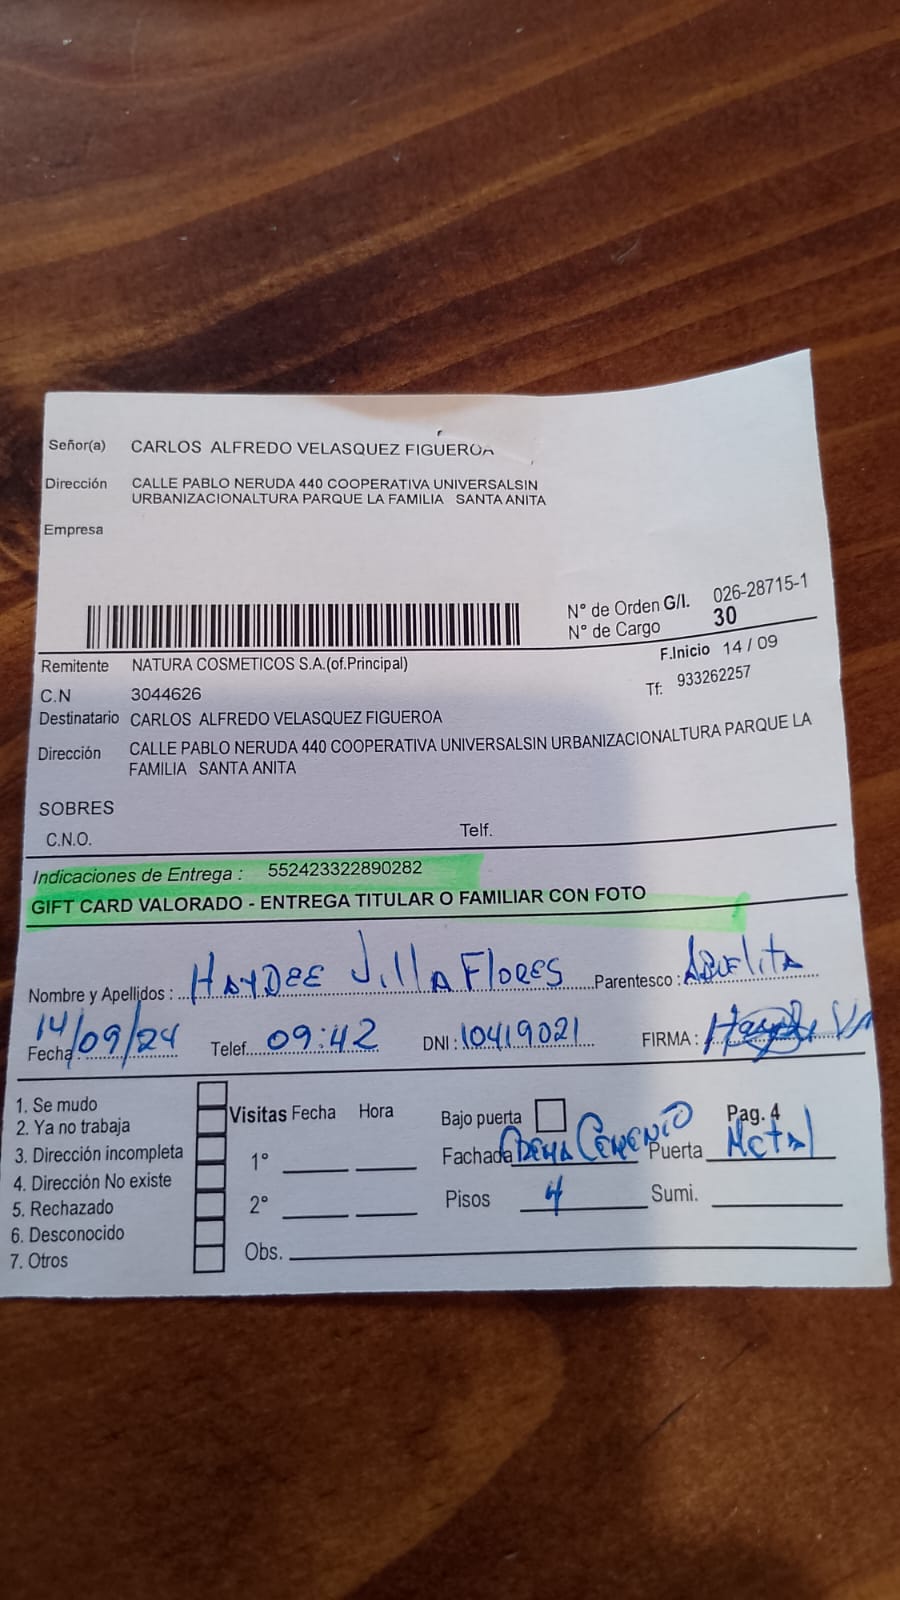 Señor(a) CARLOS ALFREDO VELASQUEZ FIGUEROA
Dirección CALLE PABLO NERUDA 440 COOPERATIVA UNIVERSALSIN
URBANIZACIONALTURA PARQUE LA FAMILIA SANTA ANITA
Empresa
N° de Orden G/I. 026-28715-1
N° de Cargo 30
Remitente NATURA COSMETICOS S.A.(of.Principal) F.Inicio 14 / 09
C.N 3044626 Tf: 933262257
Destinatario CARLOS ALFREDO VELASQUEZ FIGUEROA
Dirección CALLE PABLO NERUDA 440 COOPERATIVA UNIVERSALSIN URBANIZACIONALTURA PARQUE LA
FAMILIA SANTA ANITA
SOBRES
C.N.O. Telf.
Indicaciones de Entrega : 552423322890282
GIFT CARD VALORADO - ENTREGA TITULAR O FAMILIAR CON FOTO
Nombre y Apellidos : HAYDEE VillA FloRES Parentesco : ABUElitA
Fecha 14/09/24 Telef. 09:42 DNI : 10419021 FIRMA :
1. Se mudo
2. Ya no trabaja
3. Dirección incompleta
4. Dirección No existe
5. Rechazado
6. Desconocido
7. Otros
Visitas Fecha Hora Bajo puerta Pag. 4
1° Fachada CEMENTO Puerta MetAl
2° Pisos 4 Sumi.
Obs.